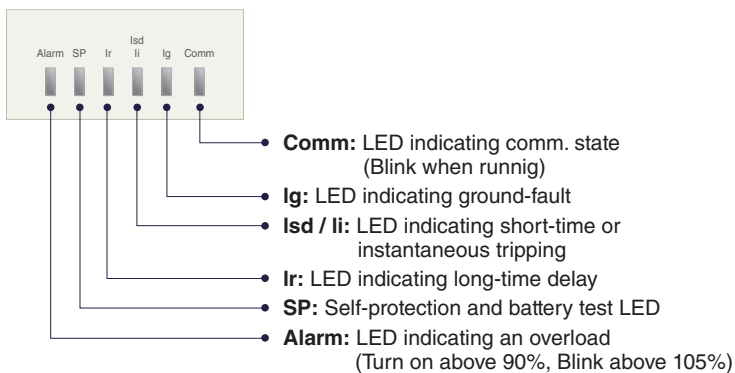 Isd
Alarm SP Ir Ii Ig Comm
Comm: LED indicating comm. state
(Blink when runnig)
Ig: LED indicating ground-fault
Isd / Ii: LED indicating short-time or
instantaneous tripping
Ir: LED indicating long-time delay
SP: Self-protection and battery test LED
Alarm: LED indicating an overload
(Turn on above 90%, Blink above 105%)